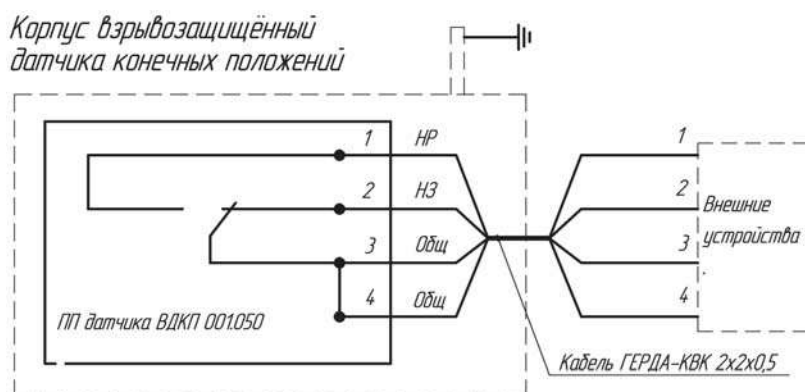 Корпус взрывозащищённый
датчика конечных положений
1 НР
2 НЗ
3 Общ
4 Общ
ПП датчика ВДКП 001.050
1
2
3
4
Внешние
устройства
Кабель ГЕРДА-КВК 2х2х0,5